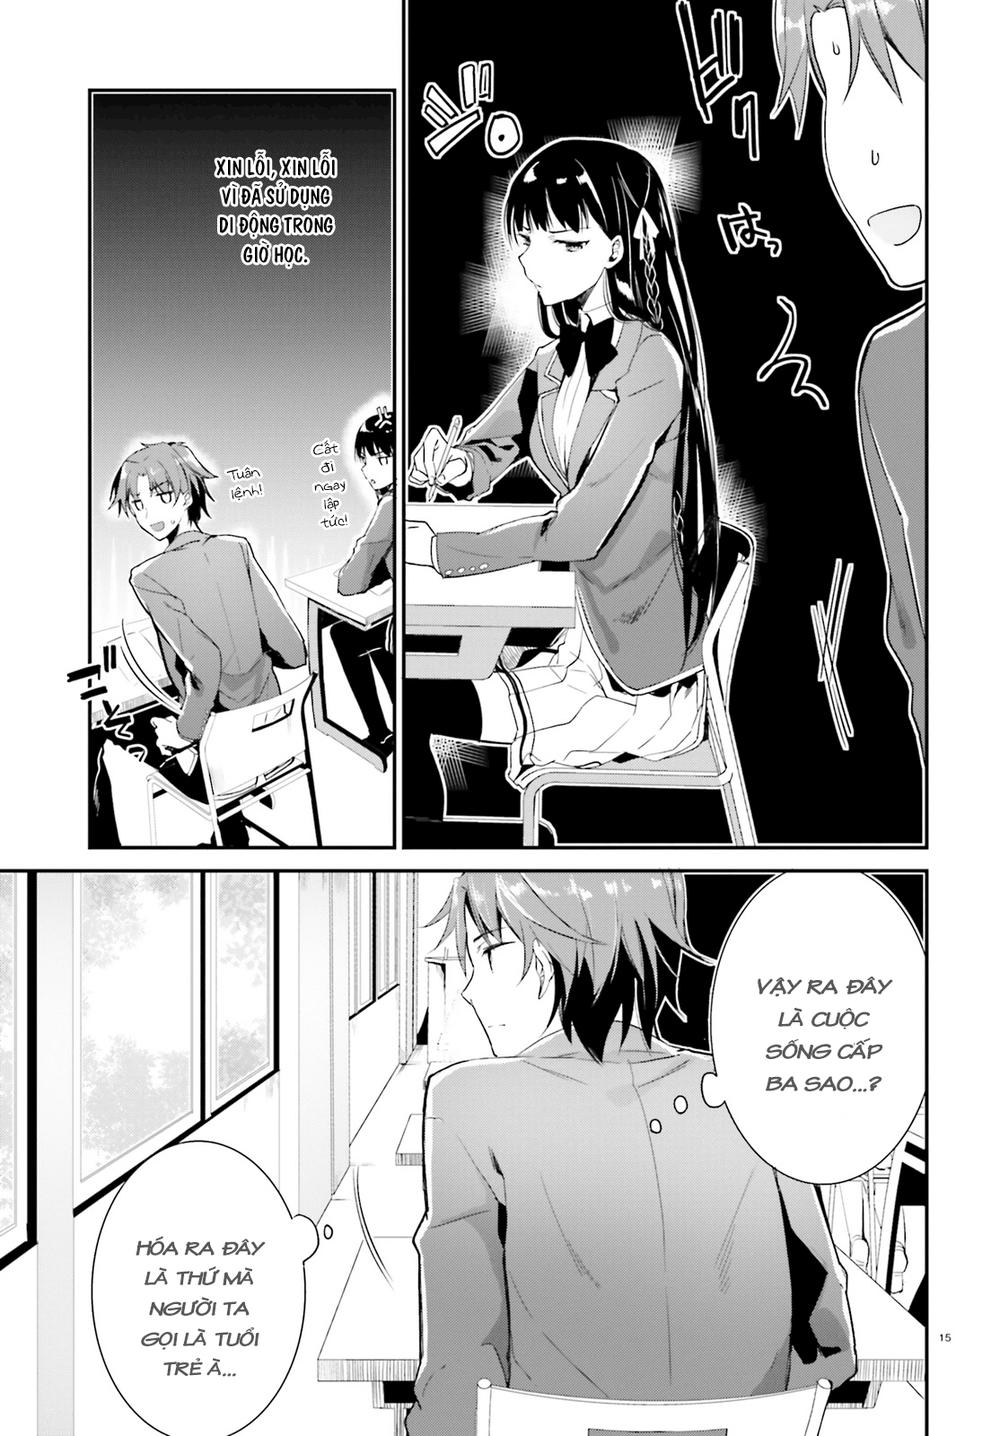 はっ
XIN LỖI, XIN LỖI
VÌ ĐÃ SỬ DỤNG
DI ĐỘNG TRONG
GIỜ HỌC.
Cất
đi
ngay
lập
tức!
Tuân
lệnh!
VẬY RA ĐÂY
LÀ CUỘC
SỐNG CẤP
BA SAO...?
HÓA RA ĐÂY
LÀ THỨ MÀ
NGƯỜI TA
GỌI LÀ TUỔI
TRẺ À...
15